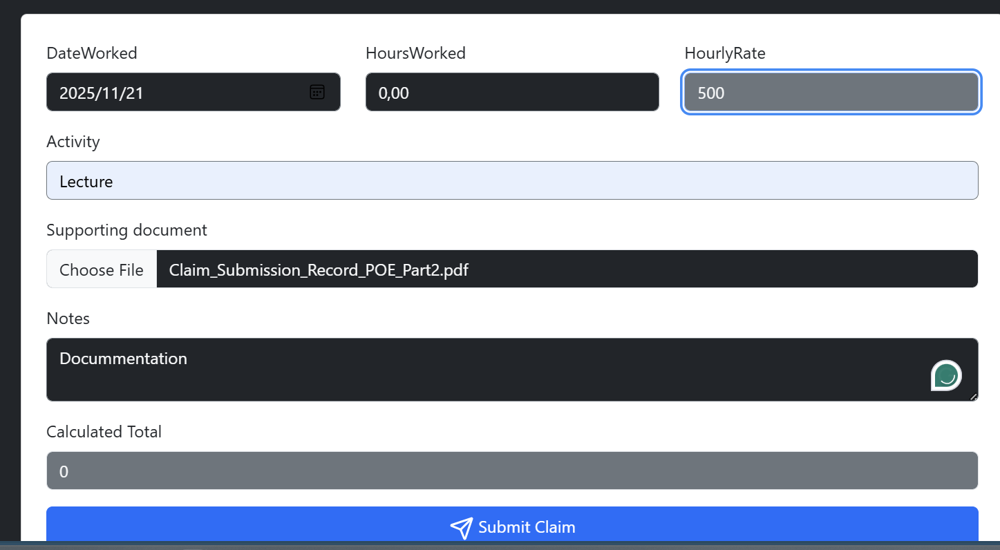 DateWorked HoursWorked HourlyRate
2025/11/21 0,00 500
Activity
Lecture
Supporting document
Choose File Claim_Submission_Record_POE_Part2.pdf
Notes
Docummentation
Calculated Total
0
Submit Claim